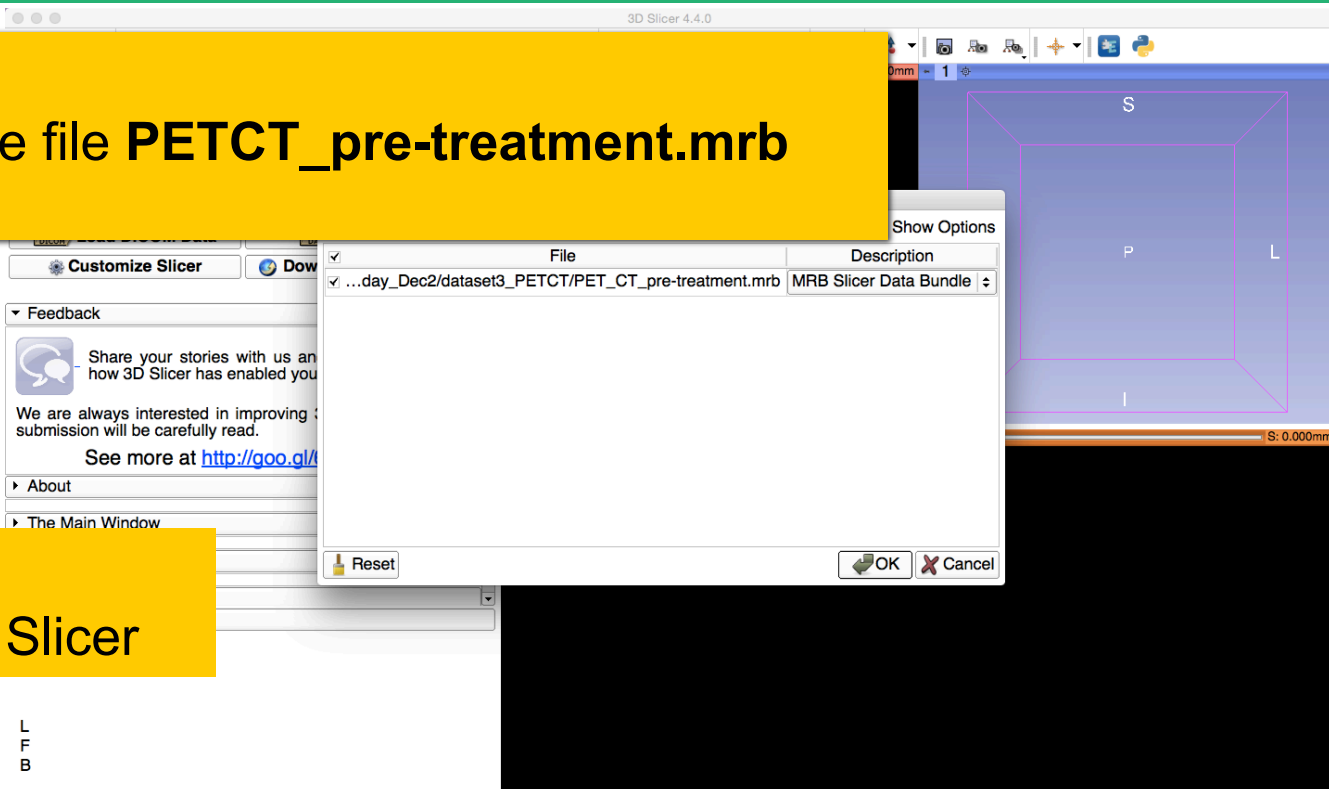 3D Slicer 4.4.0
0mm
1
e file PETCT_pre-treatment.mrb
S
P
L
I
Show Options
File
Description
...day_Dec2/dataset3_PETCT/PET_CT_pre-treatment.mrb
MRB Slicer Data Bundle
Customize Slicer
Dow
Feedback
Share your stories with us an
how 3D Slicer has enabled you
We are always interested in improving
submission will be carefully read.
See more at http://goo.gl/
About
The Main Window
Reset
OK
Cancel
S: 0.000mm
Slicer
L
F
B